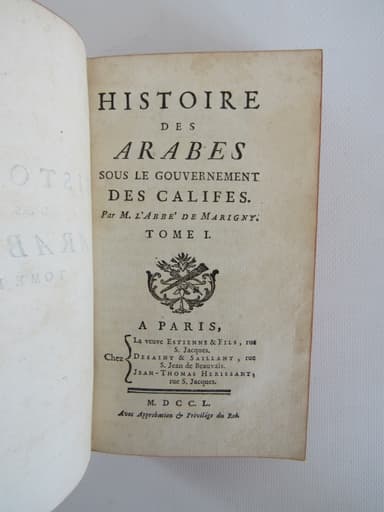 HISTOIRE
DES
ARABES
SOUS LE GOUVERNEMENT
DES CALIFES.
Par M. L'ABBE' DE MARIGNY.
TOME I.
A PARIS,
Chez
La veuve ESTIENNE & FILS, rue
S. Jacques.
DESAINT & SAILLANT, rue
S. Jean de Beauvais.
JEAN-THOMAS HERISSANT,
rue S. Jacques.
M. DCC. L.
Avec Approbation & Privilége du Roi.